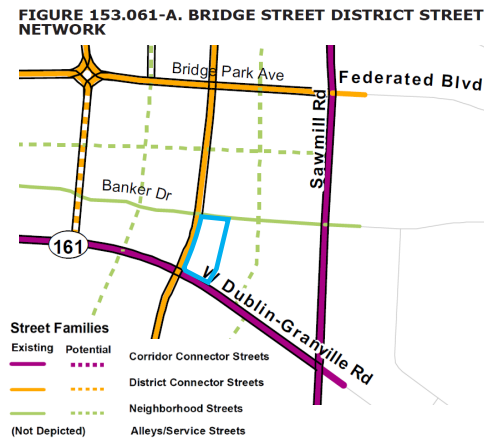 FIGURE 153.061-A. BRIDGE STREET DISTRICT STREET
NETWORK
Bridge Park Ave
Federated Blvd
Sawmill Rd
Banker Dr
161
W Dublin-Granville Rd
Street Families
Existing Potential
Corridor Connector Streets
District Connector Streets
Neighborhood Streets
(Not Depicted) Alleys/Service Streets